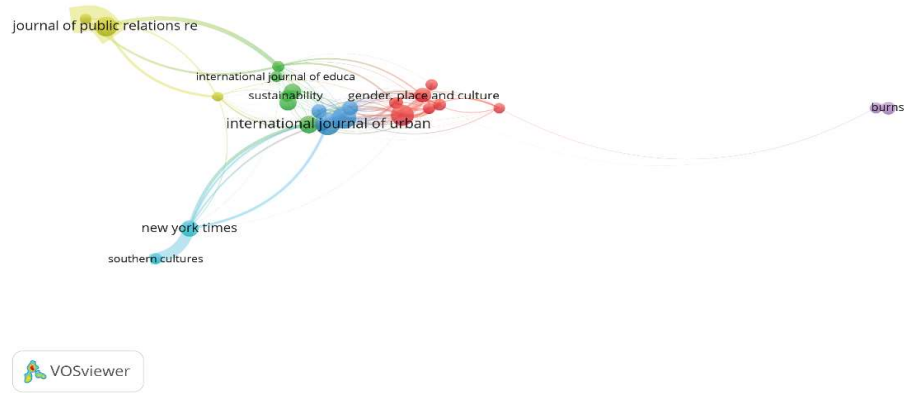 journal of public relations re
international journal of educa
sustainability
gender, place and culture
burns
international journal of urban
new york times
southern cultures
VOSviewer